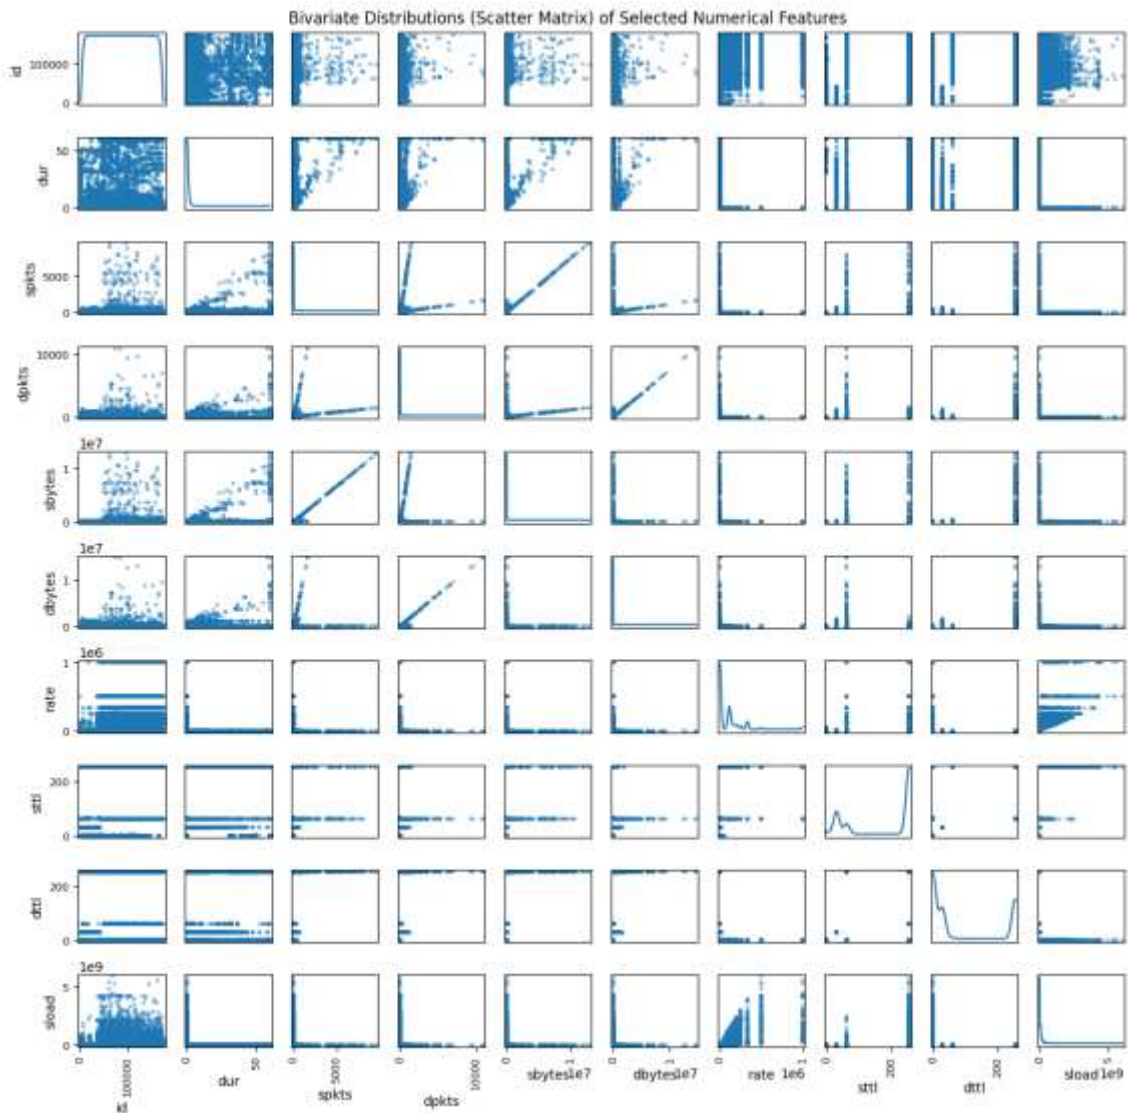 Bivariate Distributions (Scatter Matrix) of Selected Numerical Features
id
100000
0
dur
50
0
spkts
5000
0
dpkts
10000
0
1e7
sbytes
1
0
1e7
dbytes
1
0
1e6
rate
1
0
sttl
200
0
dttl
200
0
1e9
sload
5
0
0 100000 0 50 0 5000 0 10000 0 1 0 1 0 1 0 200 0 200 0 5
id dur spkts dpkts sbytes 1e7 dbytes 1e7 rate 1e6 sttl dttl sload 1e9